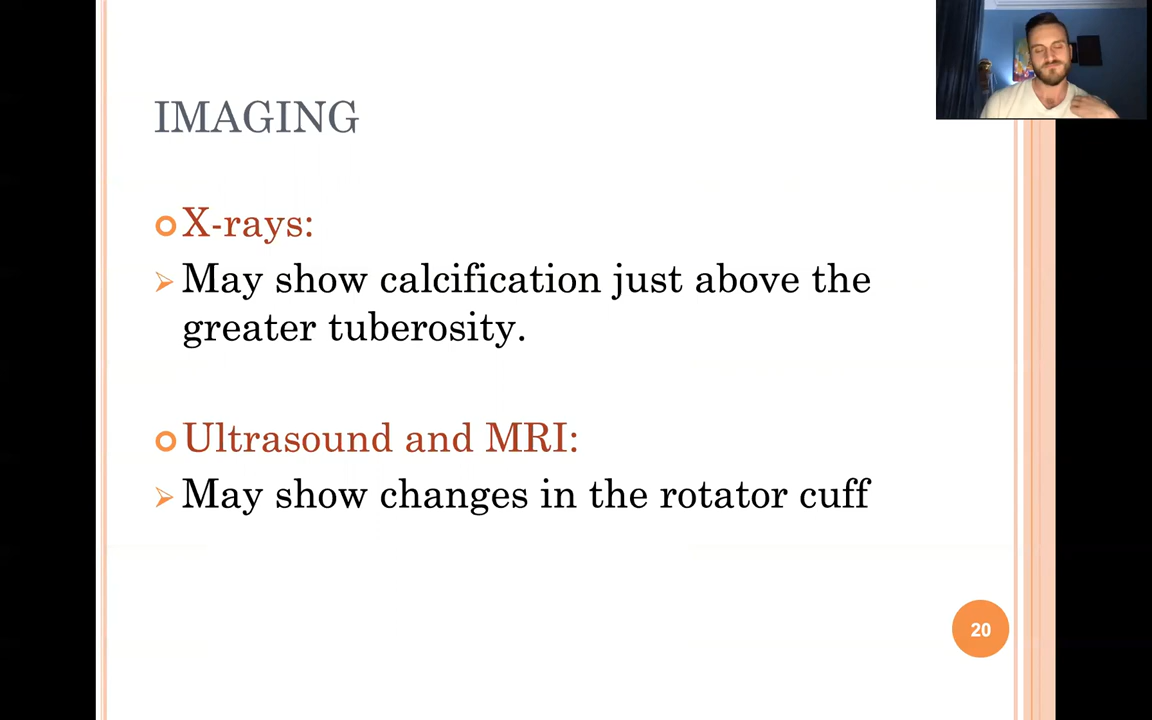 IMAGING
X-rays:
May show calcification just above the
greater tuberosity.
Ultrasound and MRI:
May show changes in the rotator cuff
20